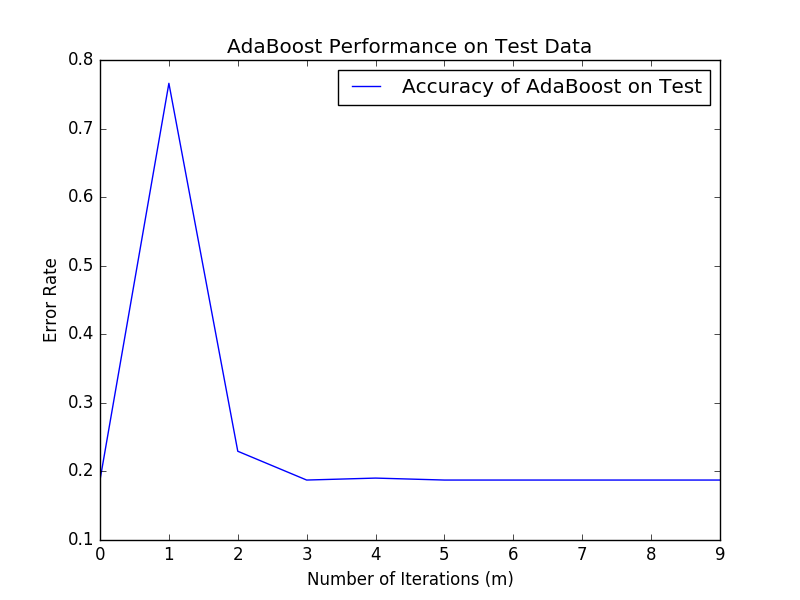 AdaBoost Performance on Test Data
Accuracy of AdaBoost on Test
0.8
0.7
0.6
0.5
0.4
0.3
0.2
0.1
Error Rate
0 1 2 3 4 5 6 7 8 9
Number of Iterations (m)